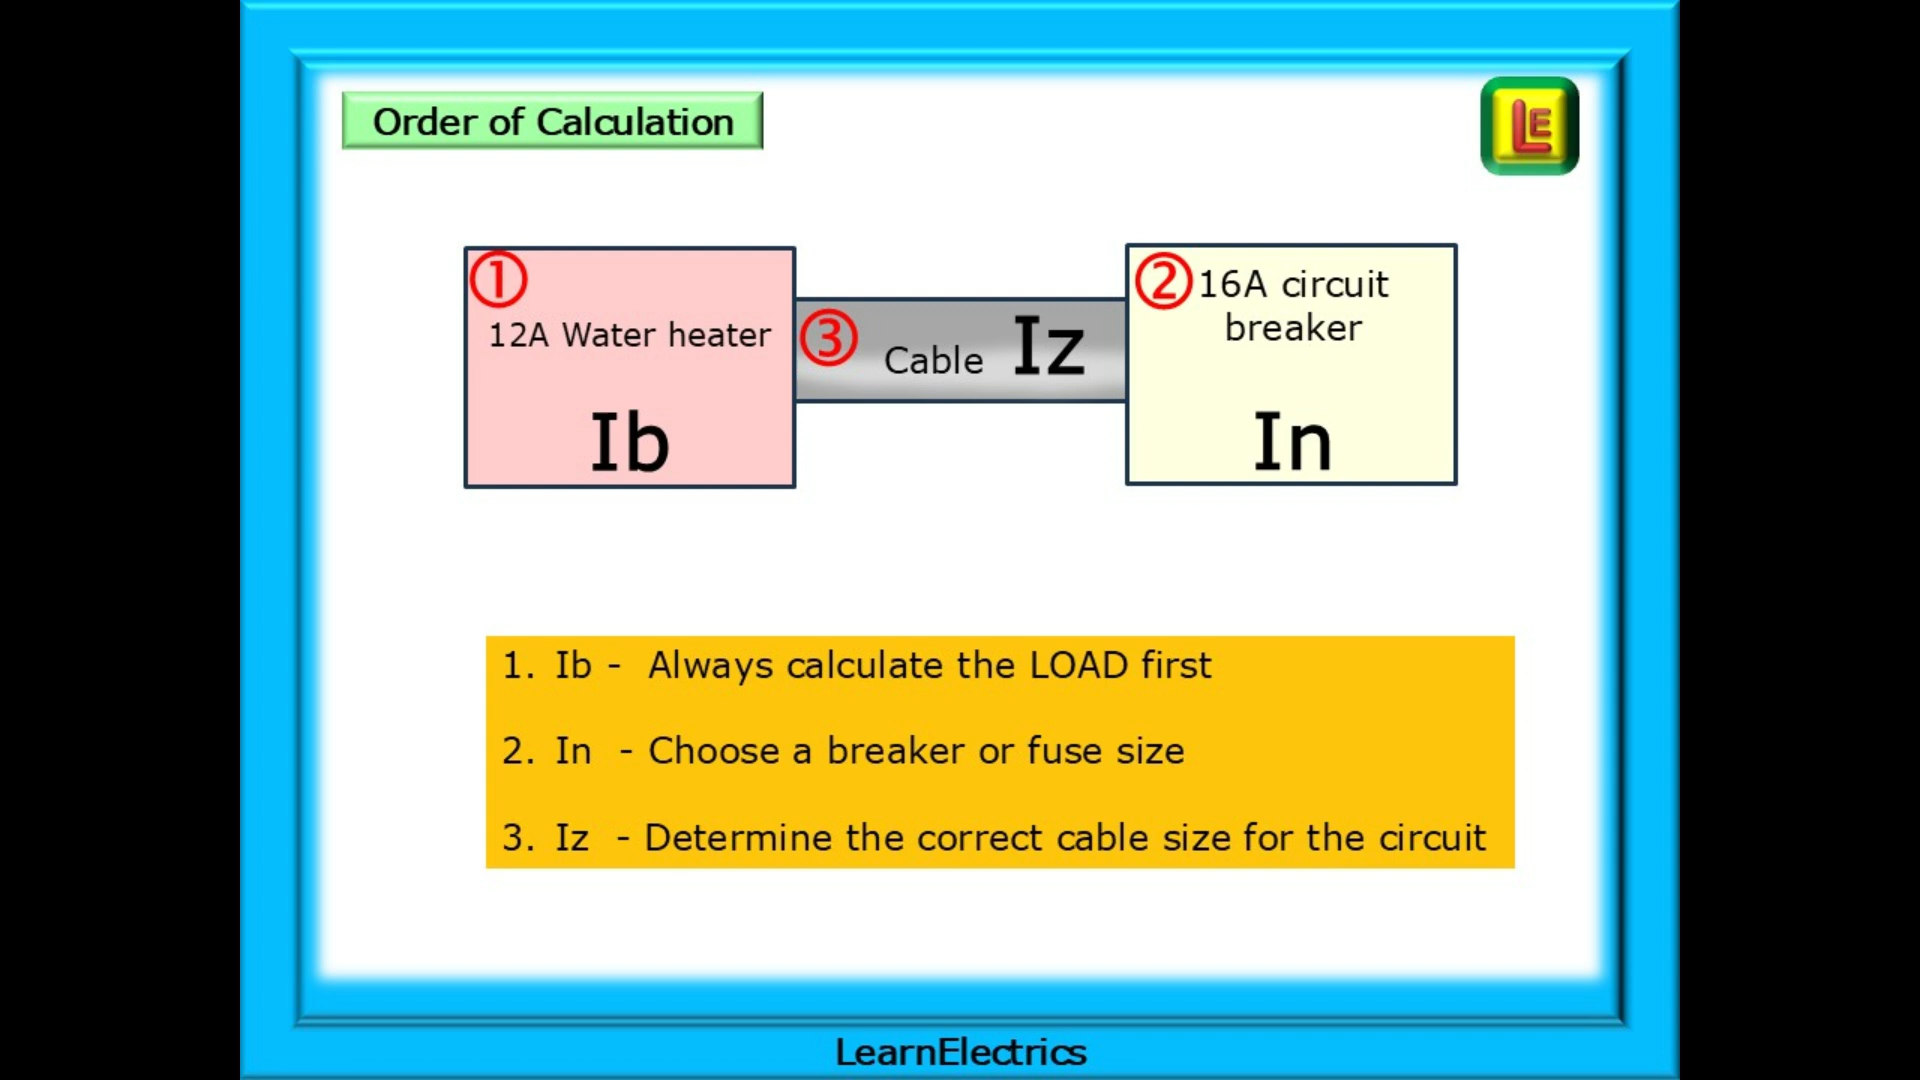 Order of Calculation
LE
①
12A Water heater
Ib
③ Cable Iz
② 16A circuit
breaker
In
1. Ib - Always calculate the LOAD first
2. In - Choose a breaker or fuse size
3. Iz - Determine the correct cable size for the circuit
LearnElectrics